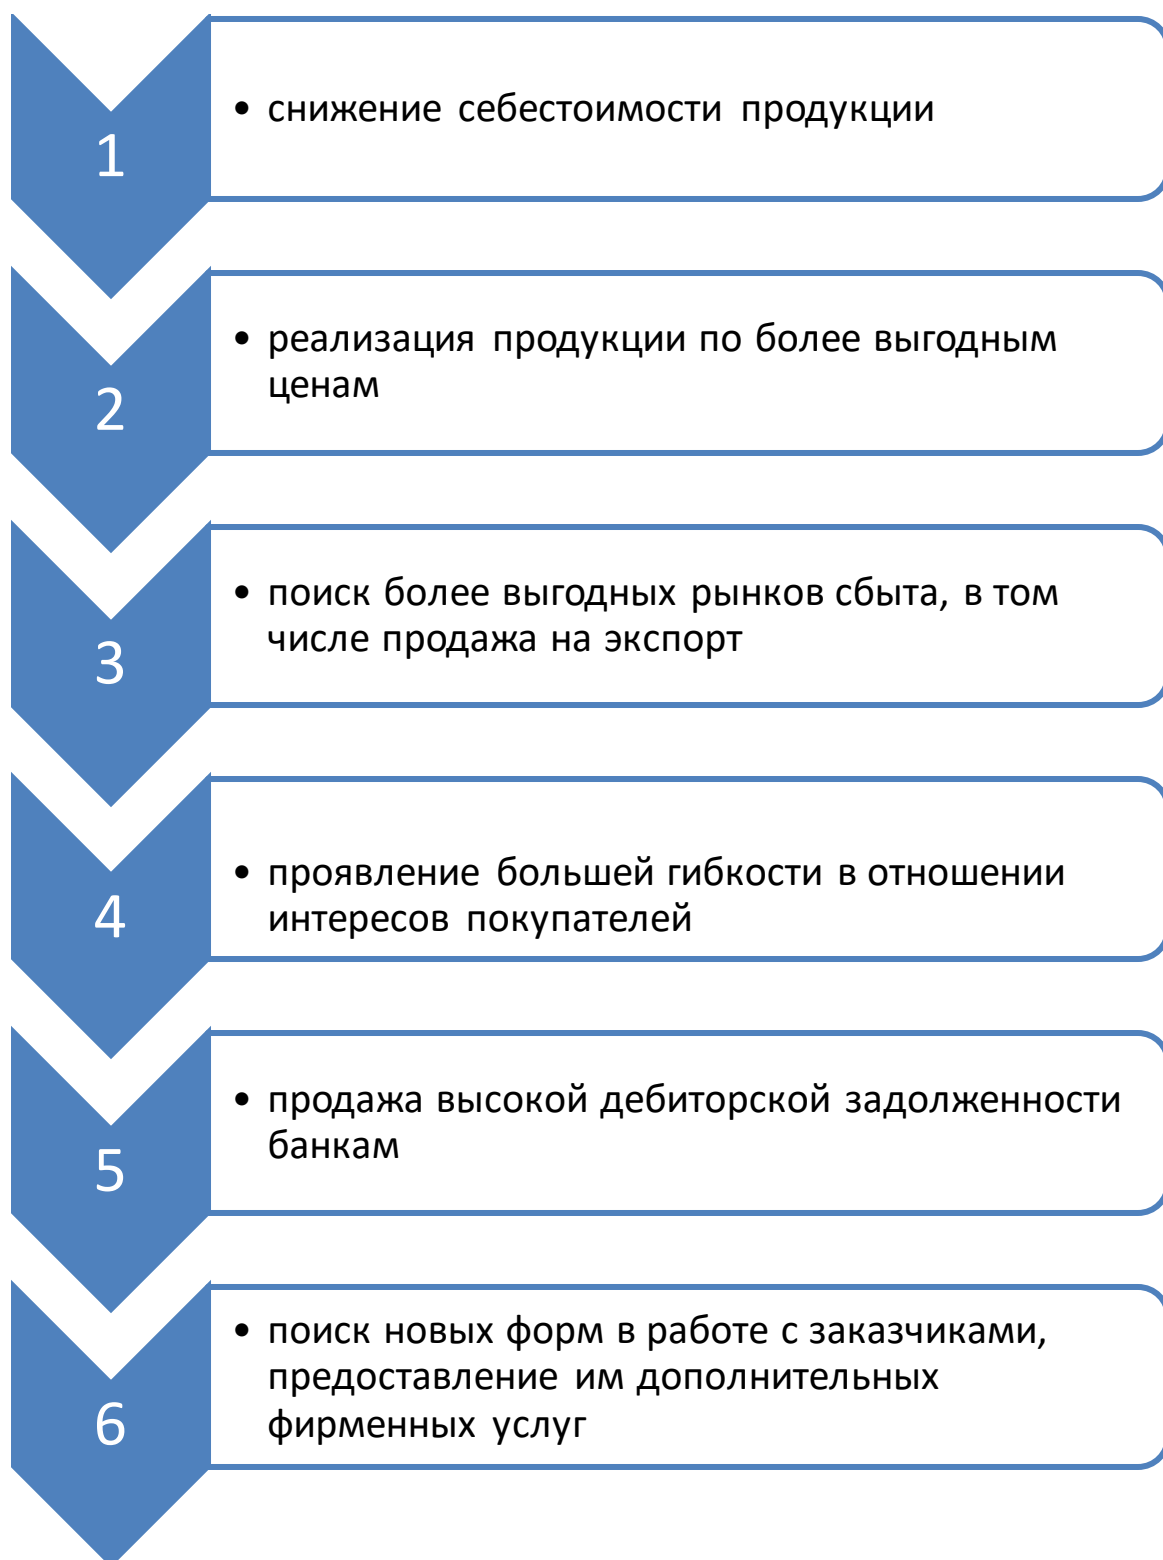 1
• снижение себестоимости продукции
2
• реализация продукции по более выгодным
ценам
3
• поиск более выгодных рынков сбыта, в том
числе продажа на экспорт
4
• проявление большей гибкости в отношении
интересов покупателей
5
• продажа высокой дебиторской задолженности
банкам
6
• поиск новых форм в работе с заказчиками,
предоставление им дополнительных
фирменных услуг